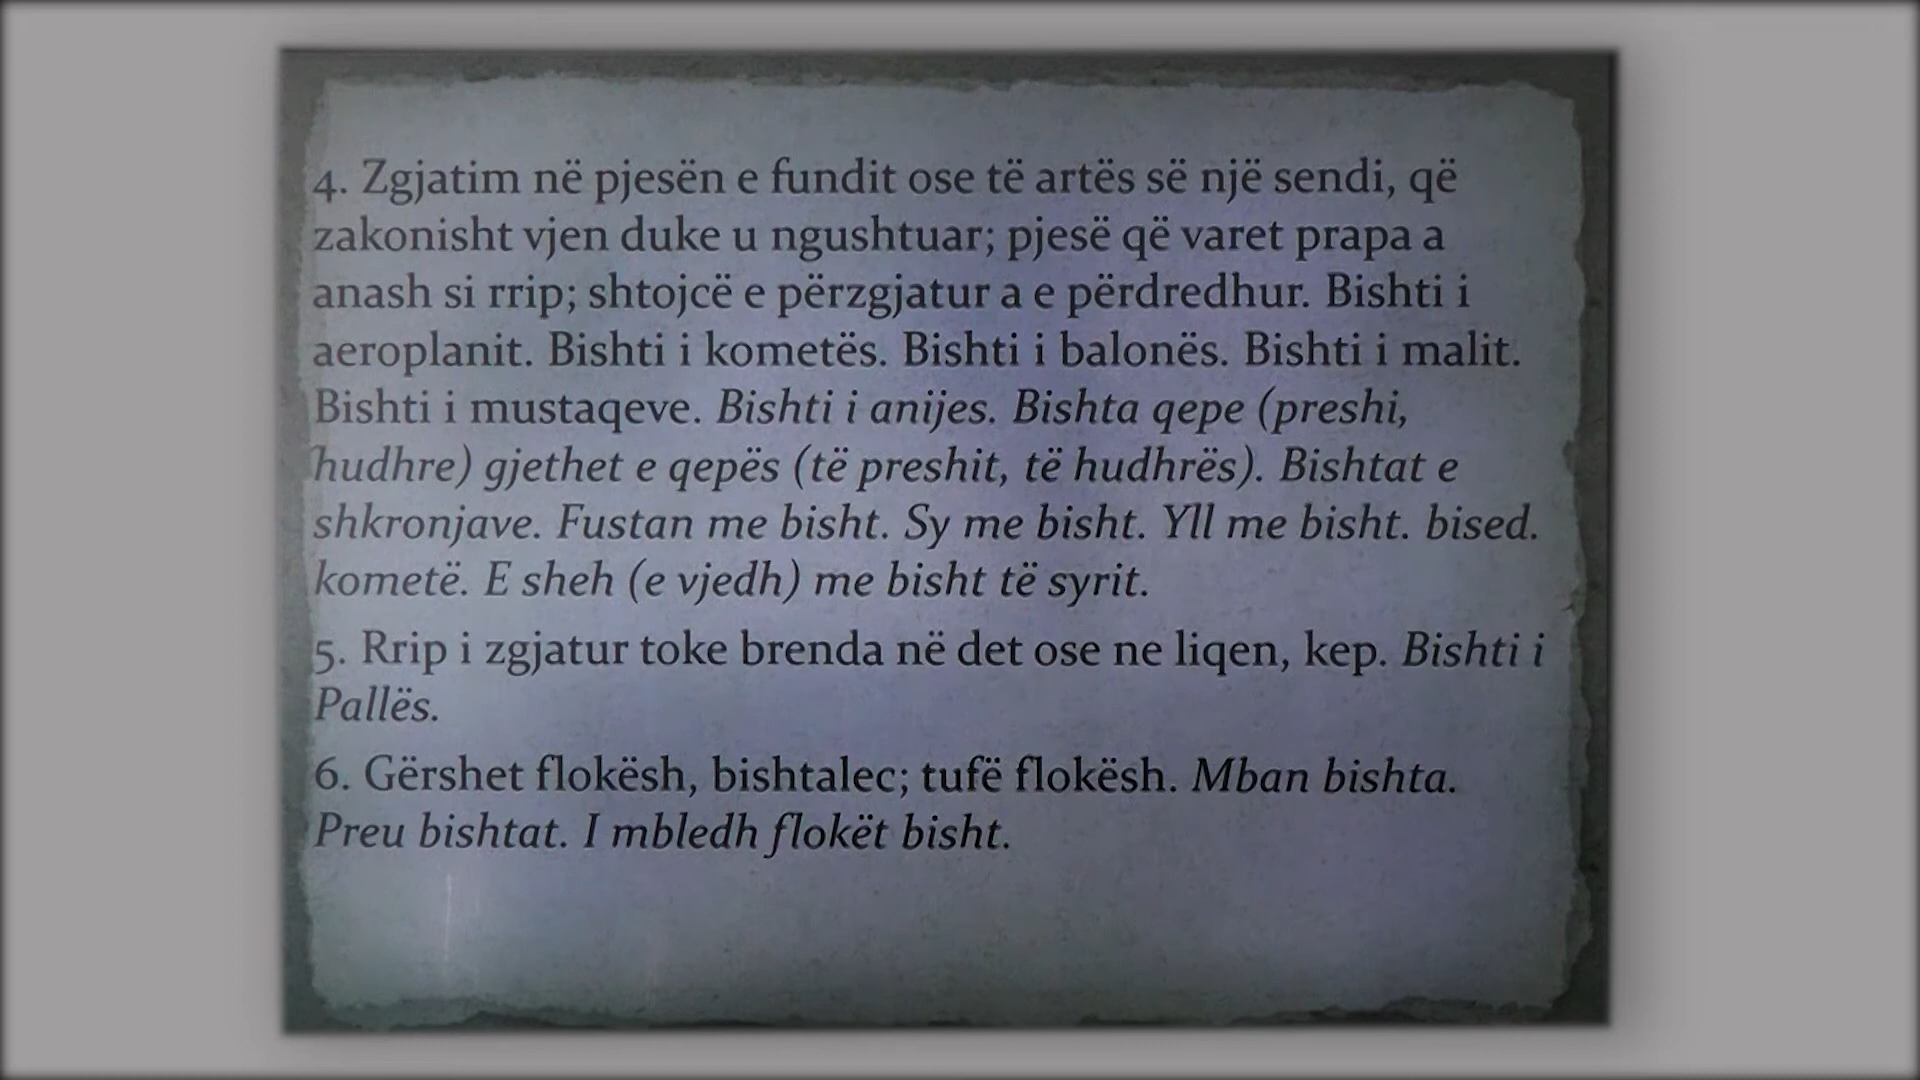 4. Zgjatim në pjesën e fundit ose të artës së një sendi, që
zakonisht vjen duke u ngushtuar; pjesë që varet prapa a
anash si rrip; shtojcë e përzgjatur a e përdredhur. Bishti i
aeroplanit. Bishti i kometës. Bishti i balonës. Bishti i malit.
Bishti i mustaqeve. Bishti i anijes. Bishta qepe (preshi,
hudhre) gjethet e qepës (të preshit, të hudhrës). Bishtat e
shkronjave. Fustan me bisht. Sy me bisht. Yll me bisht. bised.
kometë. E sheh (e vjedh) me bisht të syrit.
5. Rrip i zgjatur toke brenda në det ose ne liqen, kep. Bishti i
Pallës.
6. Gërshet flokësh, bishtalec; tufë flokësh. Mban bishta.
Preu bishtat. I mbledh flokët bisht.